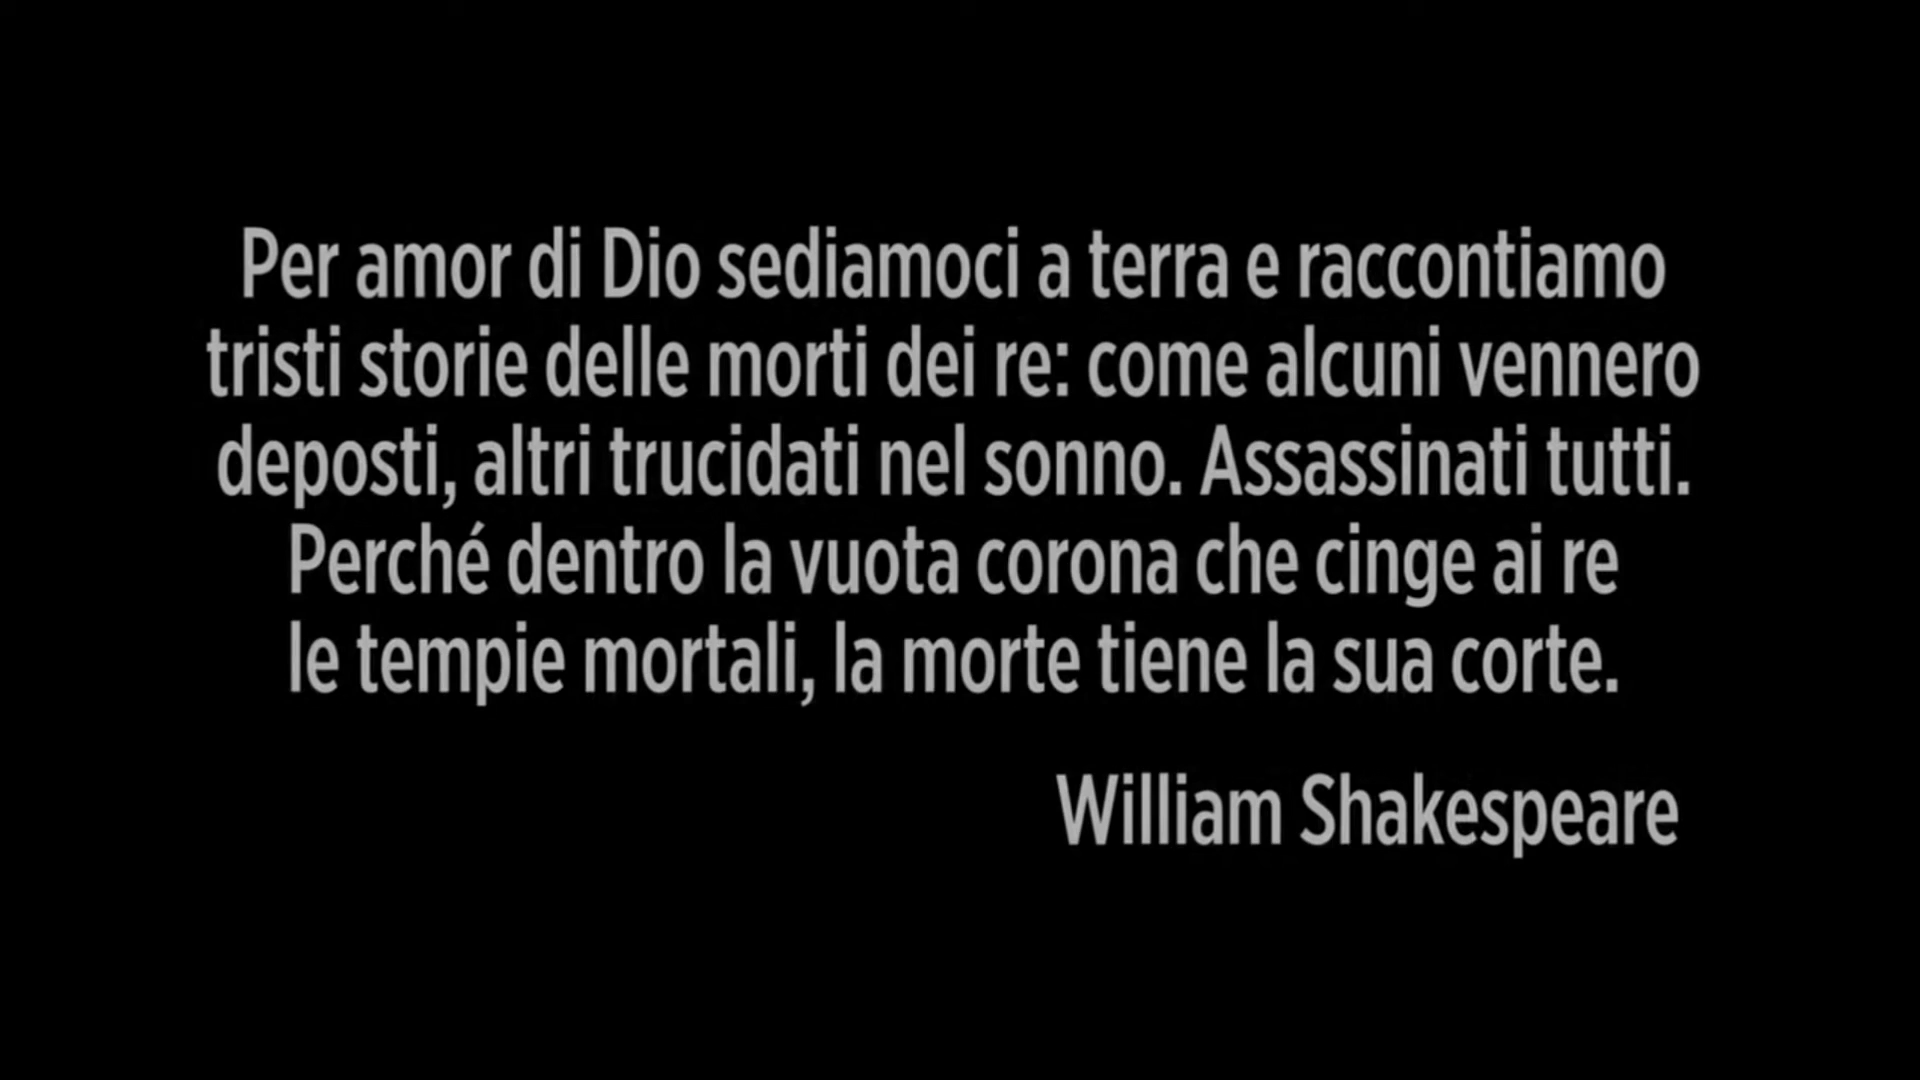 Per amor di Dio sediamoci a terra e raccontiamo
tristi storie delle morti dei re: come alcuni vennero
deposti, altri trucidati nel sonno. Assassinati tutti.
Perché dentro la vuota corona che cinge ai re
le tempie mortali, la morte tiene la sua corte.
William Shakespeare